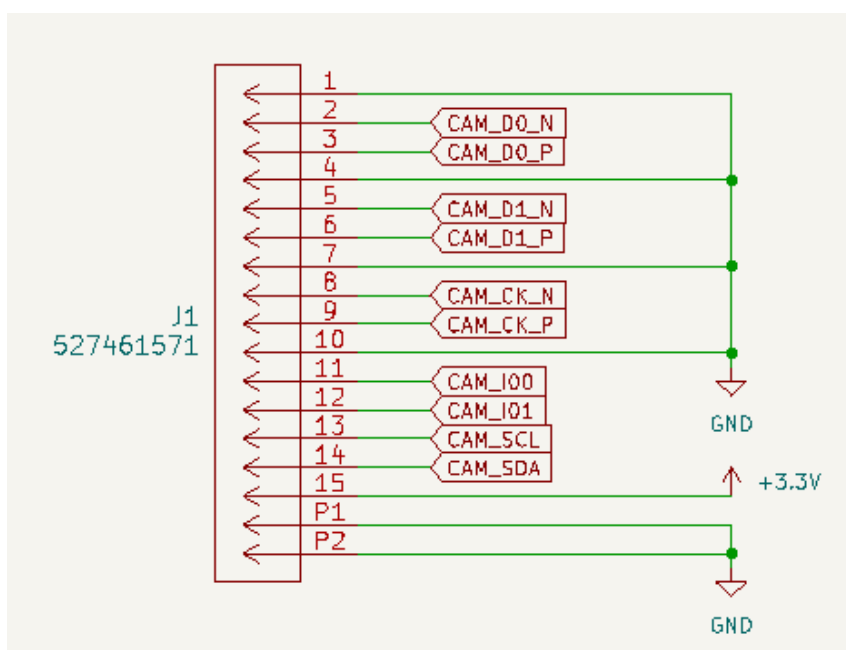 1
2 CAM_D0_N
3 CAM_D0_P
4
5 CAM_D1_N
6 CAM_D1_P
7
8 CAM_CK_N
9 CAM_CK_P
J1
527461571
10
11 CAM_IO0
12 CAM_IO1
GND
13 CAM_SCL
14 CAM_SDA
15 +3.3V
P1
P2
GND